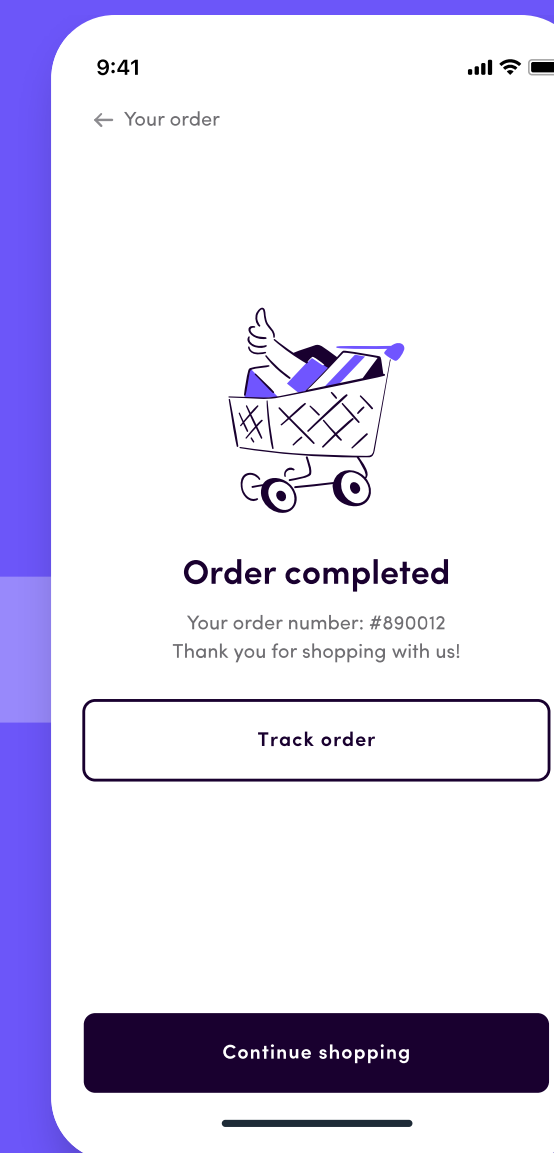 9:41
Your order
Order completed
Your order number: #890012
Thank you for shopping with us!
Track order
Continue shopping